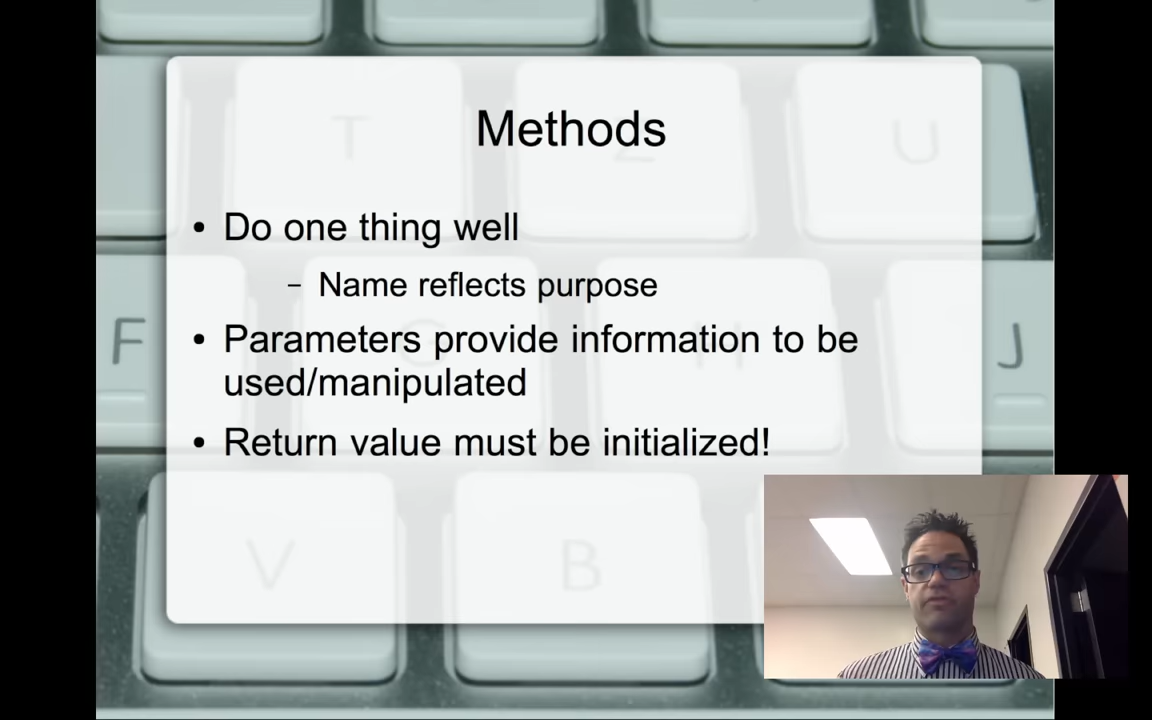 Methods
• Do one thing well
– Name reflects purpose
• Parameters provide information to be
used/manipulated
• Return value must be initialized!
T
Z
U
F
G
H
J
V
B